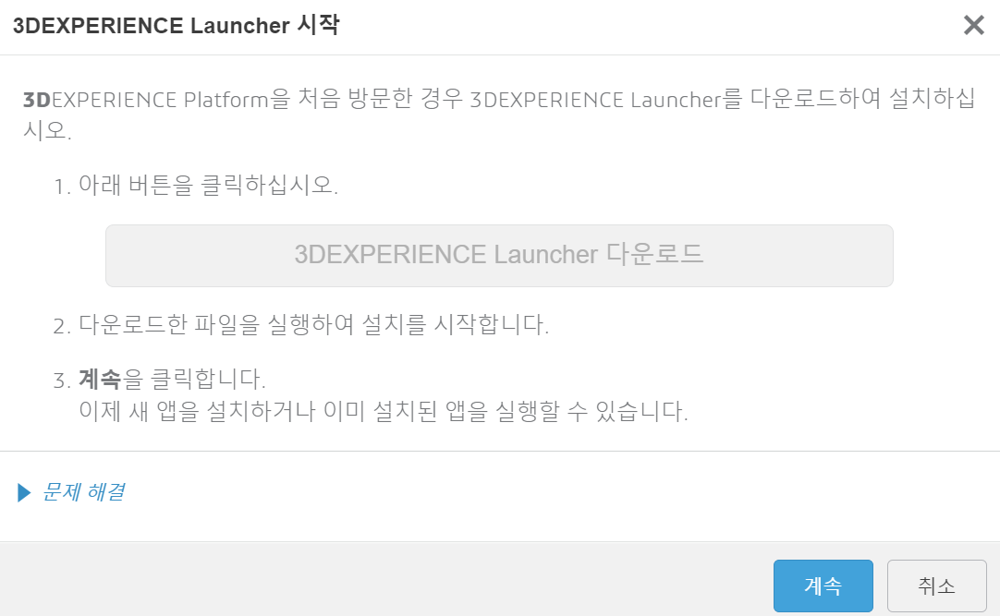 3DEXPERIENCE Launcher 시작
3DEXPERIENCE Platform을 처음 방문한 경우 3DEXPERIENCE Launcher를 다운로드하여 설치하십
시오.
1. 아래 버튼을 클릭하십시오.
3DEXPERIENCE Launcher 다운로드
2. 다운로드한 파일을 실행하여 설치를 시작합니다.
3. 계속을 클릭합니다.
이제 새 앱을 설치하거나 이미 설치된 앱을 실행할 수 있습니다.
문제 해결
계속
취소